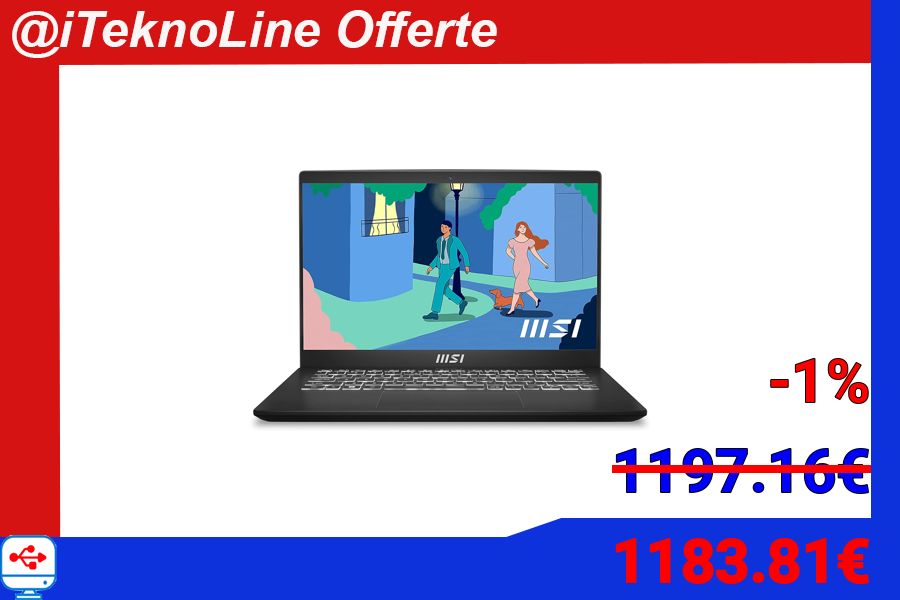 @iTeknoLine Offerte
msi
msi
-1%
1197.16€
1183.81€